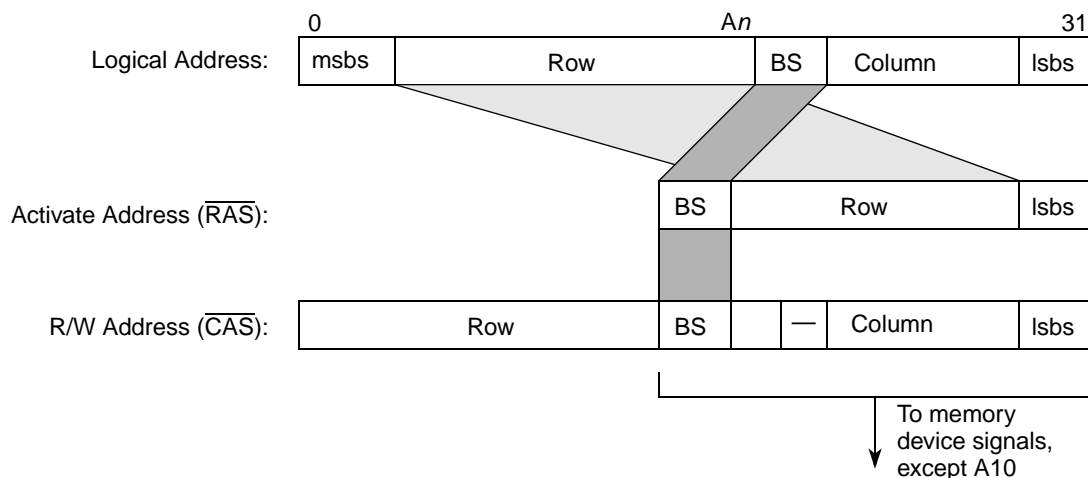 0 An 31
Logical Address: msbs Row BS Column lsbs
Activate Address (RAS): BS Row lsbs
R/W Address (CAS): Row BS — Column lsbs
To memory
device signals,
except A10